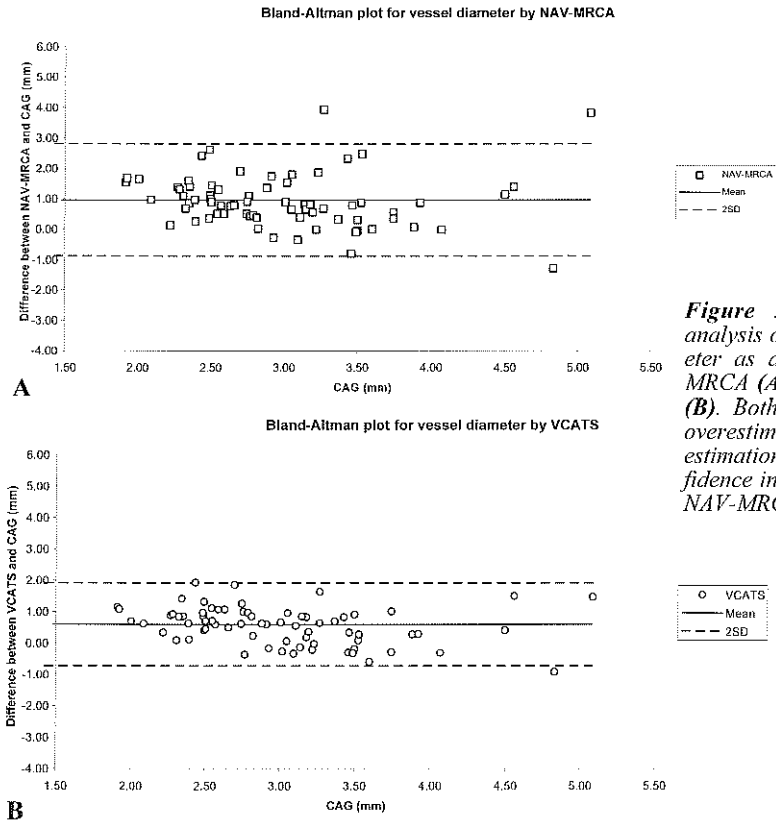 Bland-Altman plot for vessel diameter by NAV-MRCA
Difference between NAV-MRCA and CAG (mm)
6.00
5.00
4.00
3.00
2.00
1.00
0.00
-1.00
-2.00
-3.00
-4.00
1.50 2.00 2.50 3.00 3.50 4.00 4.50 5.00 5.50
CAG (mm)
NAV-MRCA
Mean
2SD
A
Figure
analysis o
eter as a
MRCA (A
(B). Both
overestim
estimation
fidence in
NAV-MRC
Bland-Altman plot for vessel diameter by VCATS
Difference between VCATS and CAG (mm)
6.00
5.00
4.00
3.00
2.00
1.00
0.00
-1.00
-2.00
-3.00
-4.00
1.50 2.00 2.50 3.00 3.50 4.00 4.50 5.00 5.50
CAG (mm)
VCATS
Mean
2SD
B